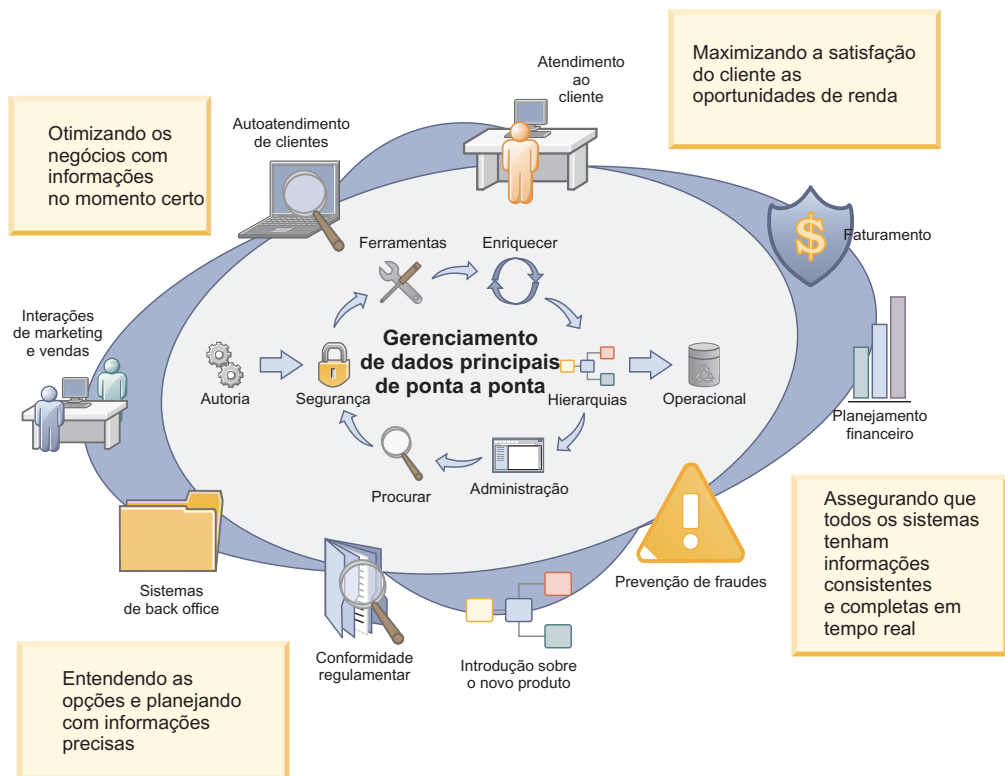 Atendimento
ao
cliente
Maximizando a satisfação
do cliente as
oportunidades de renda
Otimizando os
negócios com
informações
no momento certo
Autoatendimento
de clientes
$
Faturamento
Ferramentas
Enriquecer
Interações
de marketing
e vendas
Gerenciamento
de dados principais
de ponta a ponta
Autoria
Segurança
Hierarquias
Operacional
Planejamento
financeiro
Procurar
Administração
Assegurando que
todos os sistemas
tenham
informações
consistentes
e completas em
tempo real
Sistemas
de back office
Prevenção de fraudes
Conformidade
regulamentar
Introdução sobre
o novo produto
Entendendo as
opções e planejando
com informações
precisas